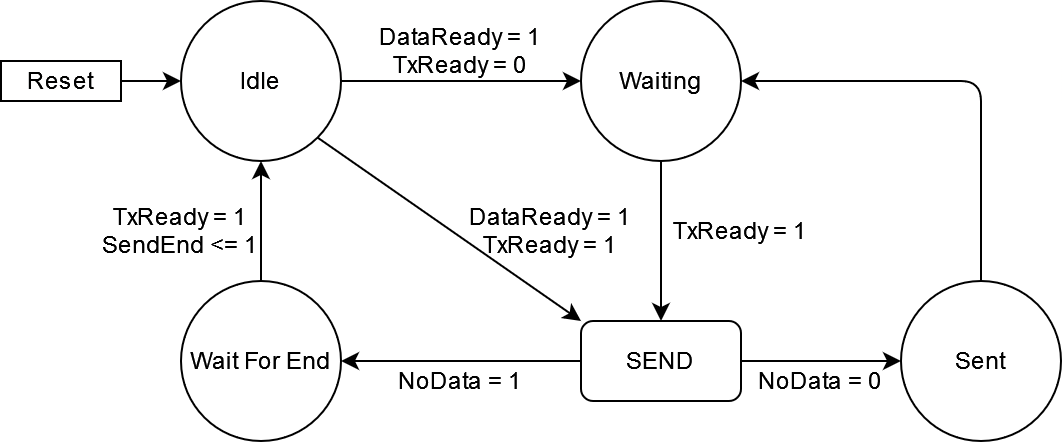 DataReady = 1
TxReady = 0
Reset
Idle
Waiting
TxReady = 1
SendEnd <= 1
DataReady = 1
TxReady = 1
TxReady = 1
Wait For End
SEND
Sent
NoData = 1
NoData = 0